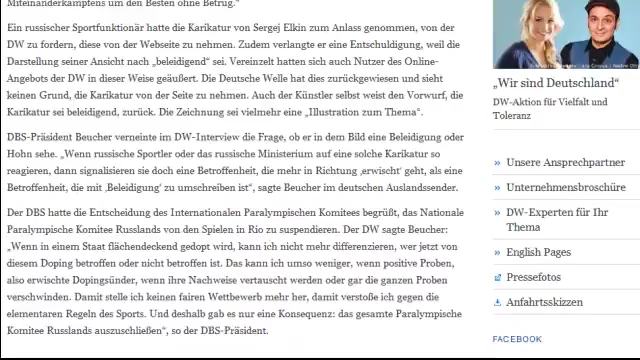 Miteinanderkämpfens um den Besten ohne Betrug."
Ein russischer Sportfunktionär hatte die Karikatur von Sergej Elkin zum Anlass genommen, von der
DW zu fordern, diese von der Webseite zu nehmen. Zudem verlangte er eine Entschuldigung, weil die
Darstellung seiner Ansicht nach „beleidigend“ sei. Vereinzelt hatten sich auch Nutzer des Online-
Angebots der DW in dieser Weise geäußert. Die Deutsche Welle hat dies zurückgewiesen und sieht
keinen Grund, die Karikatur von der Seite zu nehmen. Auch der Künstler selbst weist den Vorwurf, die
Karikatur sei beleidigend, zurück. Die Zeichnung sei vielmehr eine „Illustration zum Thema“.
DBS-Präsident Beucher verneinte im DW-Interview die Frage, ob er in dem Bild eine Beleidigung oder
Hohn sehe. „Wenn russische Sportler oder das russische Ministerium auf eine solche Karikatur so
reagieren, dann signalisieren sie doch eine Betroffenheit, die mehr in Richtung ‚erwischt‘ geht, als eine
Betroffenheit, die mit ‚Beleidigung‘ zu umschreiben ist“, sagte Beucher im deutschen Auslandssender.
Der DBS hatte die Entscheidung des Internationalen Paralympischen Komitees begrüßt, das Nationale
Paralympische Komitee Russlands von den Spielen in Rio zu suspendieren. Der DW sagte Beucher:
„Wenn in einem Staat flächendeckend gedopt wird, kann ich nicht mehr differenzieren, wer jetzt von
diesem Doping betroffen oder nicht betroffen ist. Das kann ich umso weniger, wenn positive Proben,
also erwischte Dopingsünder, wenn ihre Nachweise vertauscht werden oder gar die ganzen Proben
verschwinden. Damit stelle ich keinen fairen Wettbewerb mehr her, damit verstoße ich gegen die
elementaren Regeln des Sports. Und deshalb gab es nur eine Konsequenz: das gesamte Paralympische
Komitee Russlands auszuschließen“, so der DBS-Präsident.
„Wir sind Deutschland“
DW-Aktion für Vielfalt und
Toleranz
» Unsere Ansprechpartner
» Unternehmensbroschüre
» DW-Experten für Ihr
Thema
» English Pages
Pressefotos
Anfahrtsskizzen
FACEBOOK